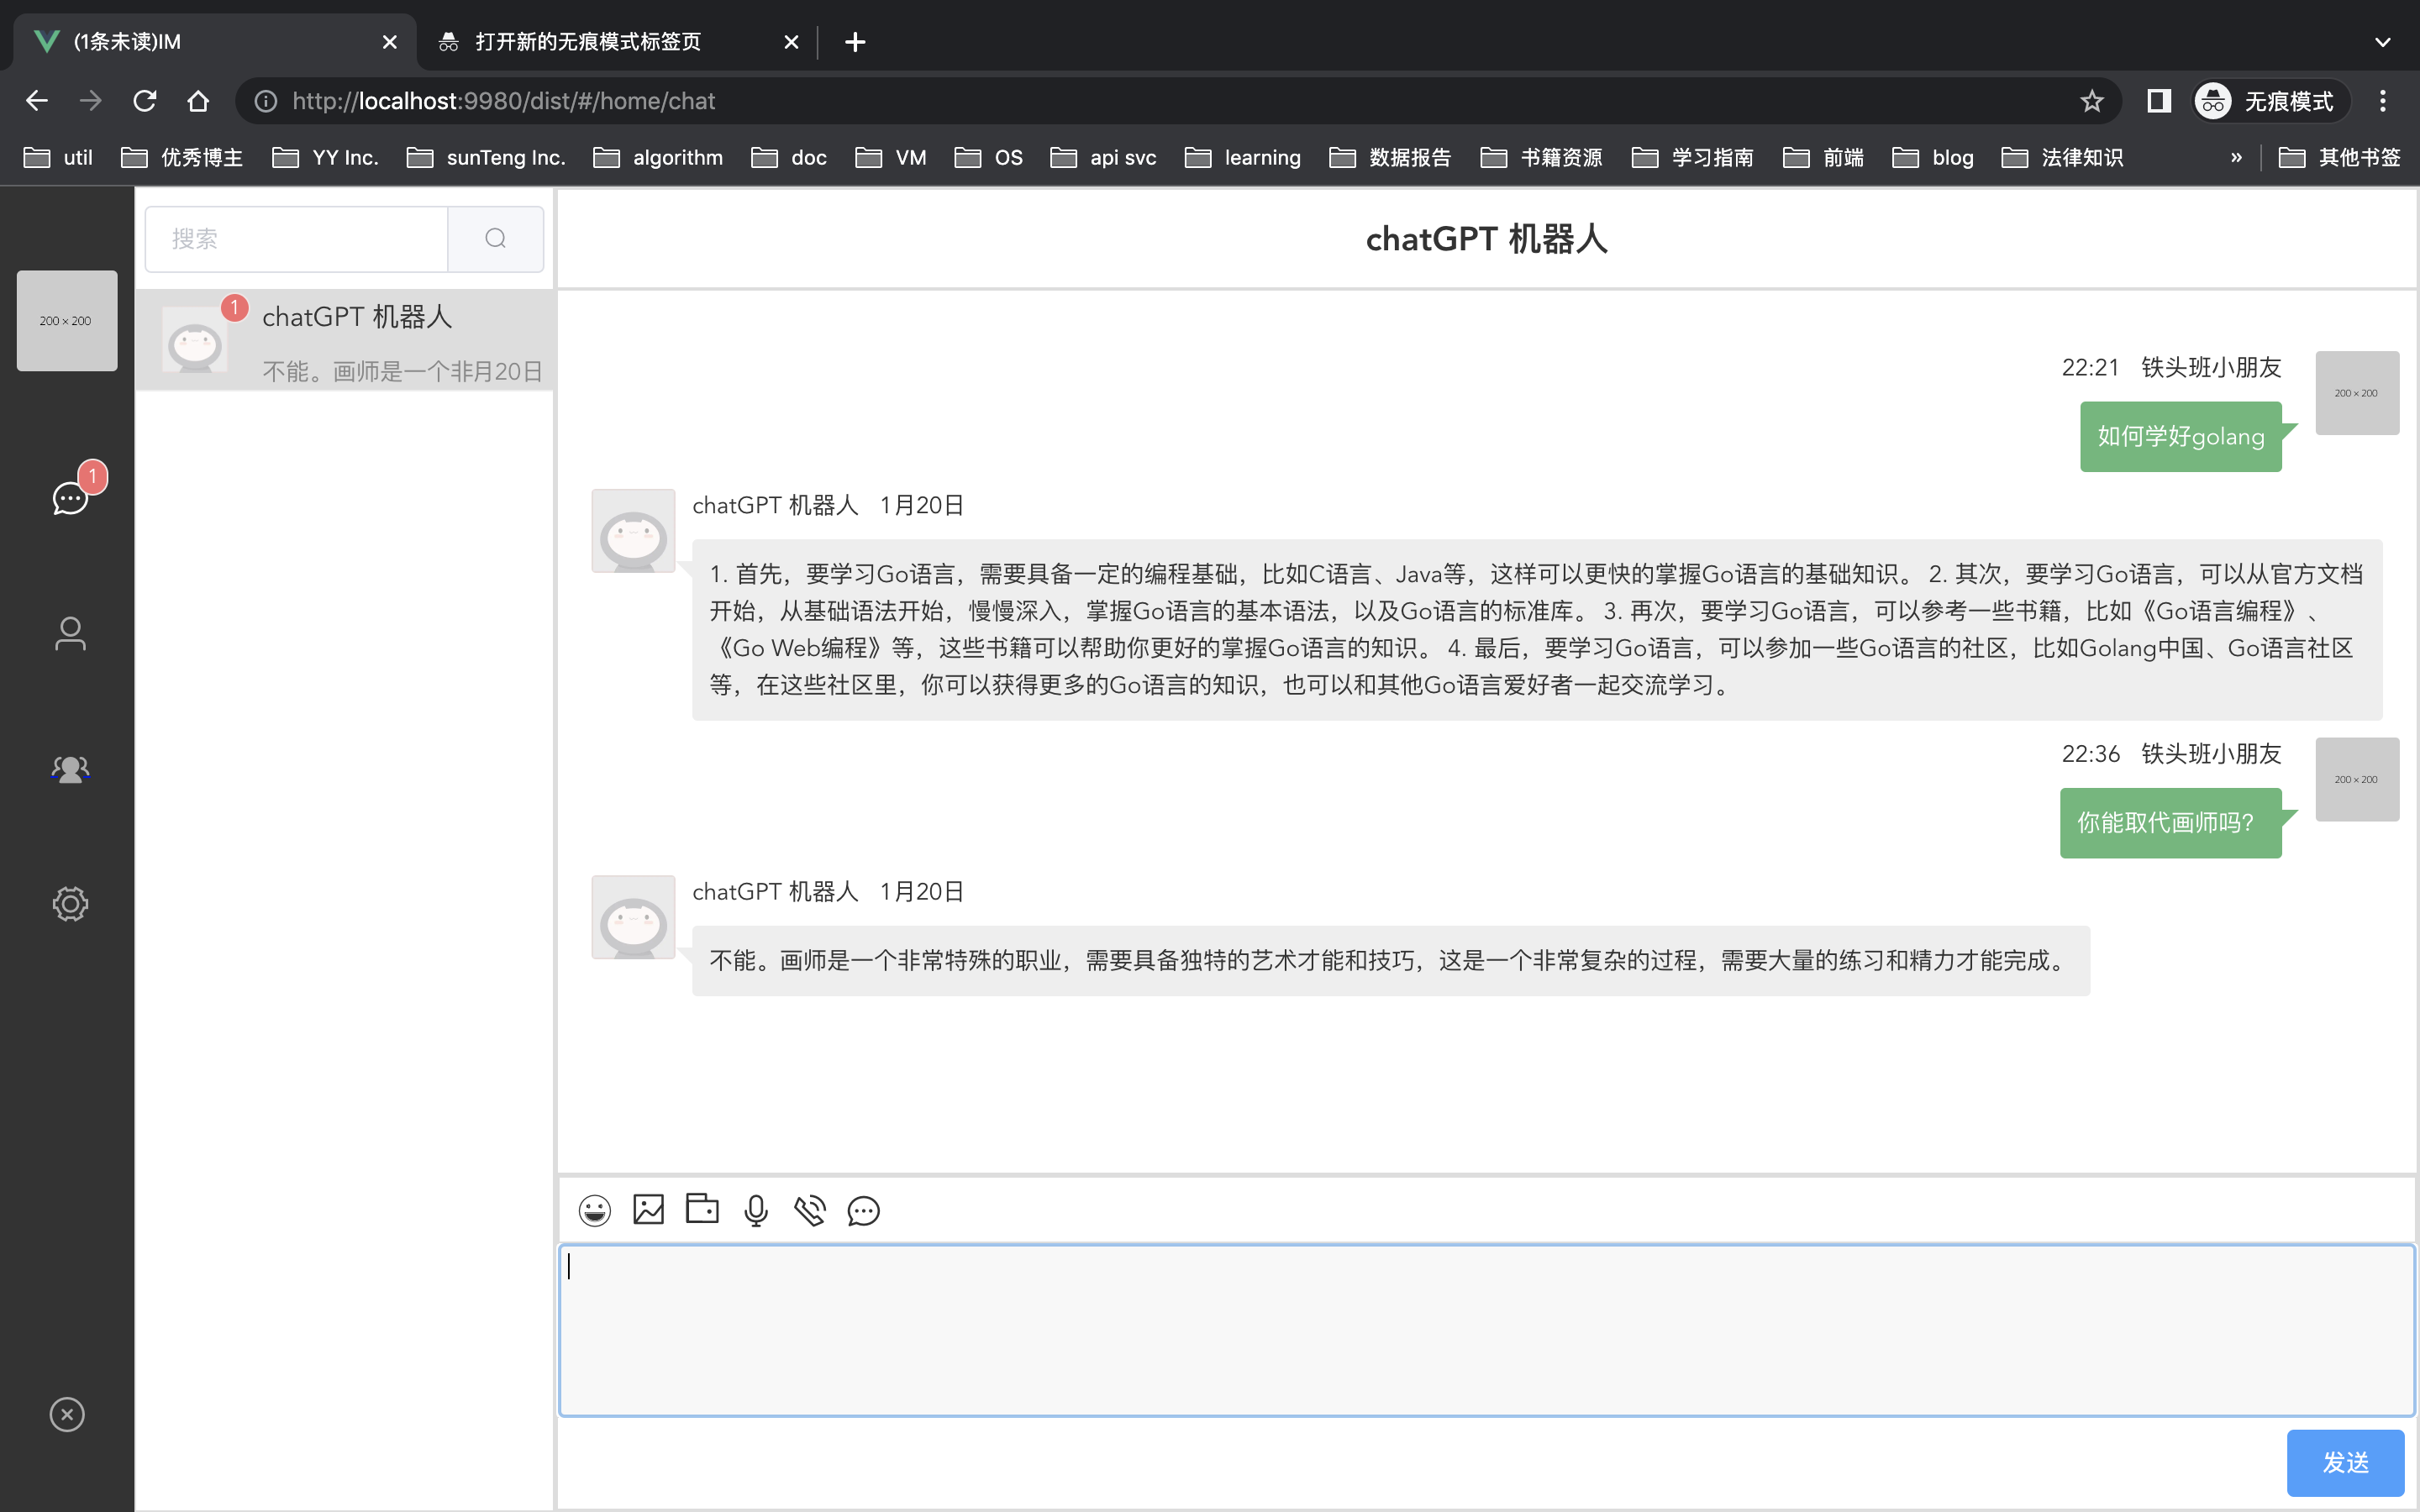 (1条未读)IM
打开新的无痕模式标签页
http://localhost:9980/dist/#/home/chat
无痕模式
util
优秀博主
YY Inc.
sunTeng Inc.
algorithm
doc
VM
OS
api svc
learning
数据报告
书籍资源
学习指南
前端
blog
法律知识
»
其他书签
200 × 200
1
搜索
1
chatGPT 机器人
不能。画师是一个非月20日
chatGPT 机器人
22:21 铁头班小朋友
200 × 200
如何学好golang
chatGPT 机器人 1月20日
1. 首先，要学习Go语言，需要具备一定的编程基础，比如C语言、Java等，这样可以更快的掌握Go语言的基础知识。 2. 其次，要学习Go语言，可以从官方文档
开始，从基础语法开始，慢慢深入，掌握Go语言的基本语法，以及Go语言的标准库。 3. 再次，要学习Go语言，可以参考一些书籍，比如《Go语言编程》、
《Go Web编程》等，这些书籍可以帮助你更好的掌握Go语言的知识。 4. 最后，要学习Go语言，可以参加一些Go语言的社区，比如Golang中国、Go语言社区
等，在这些社区里，你可以获得更多的Go语言的知识，也可以和其他Go语言爱好者一起交流学习。
22:36 铁头班小朋友
200 × 200
你能取代画师吗？
chatGPT 机器人 1月20日
不能。画师是一个非常特殊的职业，需要具备独特的艺术才能和技巧，这是一个非常复杂的过程，需要大量的练习和精力才能完成。
发送